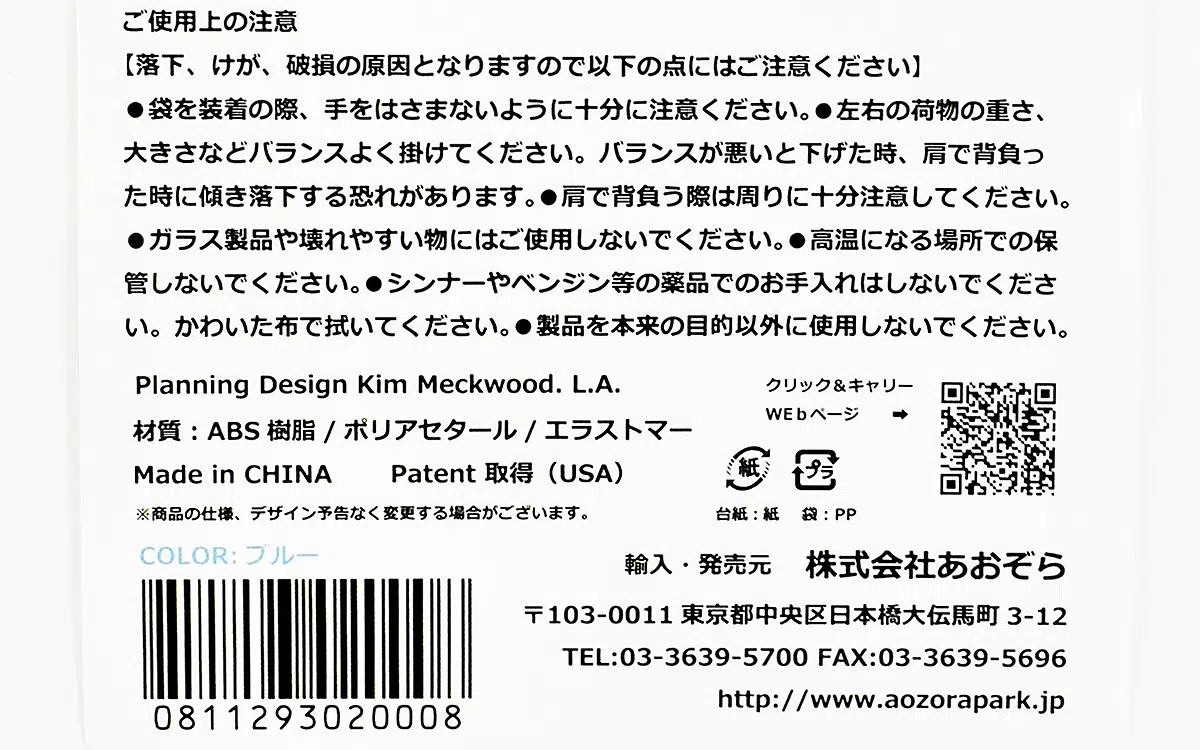 ご使用上の注意
【落下、けが、破損の原因となりますので以下の点にはご注意ください】
●袋を装着の際、手をはさまないように十分に注意ください。●左右の荷物の重さ、
大きさなどバランスよく掛けてください。バランスが悪いと下げた時、肩で背負っ
た時に傾き落下する恐れがあります。●肩で背負う際は周りに十分注意してください。
●ガラス製品や壊れやすい物にはご使用しないでください。●高温になる場所での保
管しないでください。●シンナーやベンジン等の薬品でのお手入れはしないでくださ
い。かわいた布で拭いてください。●製品を本来の目的以外に使用しないでください。
Planning Design Kim Meckwood. L.A.
クリック&キャリー
WEbページ ➡
材質：ABS 樹脂 / ポリアセタール / エラストマー
Made in CHINA Patent 取得（USA）
紙 プラ
※商品の仕様、デザイン予告なく変更する場合がございます。
台紙：紙 袋：PP
COLOR: ブルー
輸入・発売元 株式会社あおぞら
〒103-0011 東京都中央区日本橋大伝馬町 3-12
TEL:03-3639-5700 FAX:03-3639-5696
http://www.aozorapark.jp
0811293020008